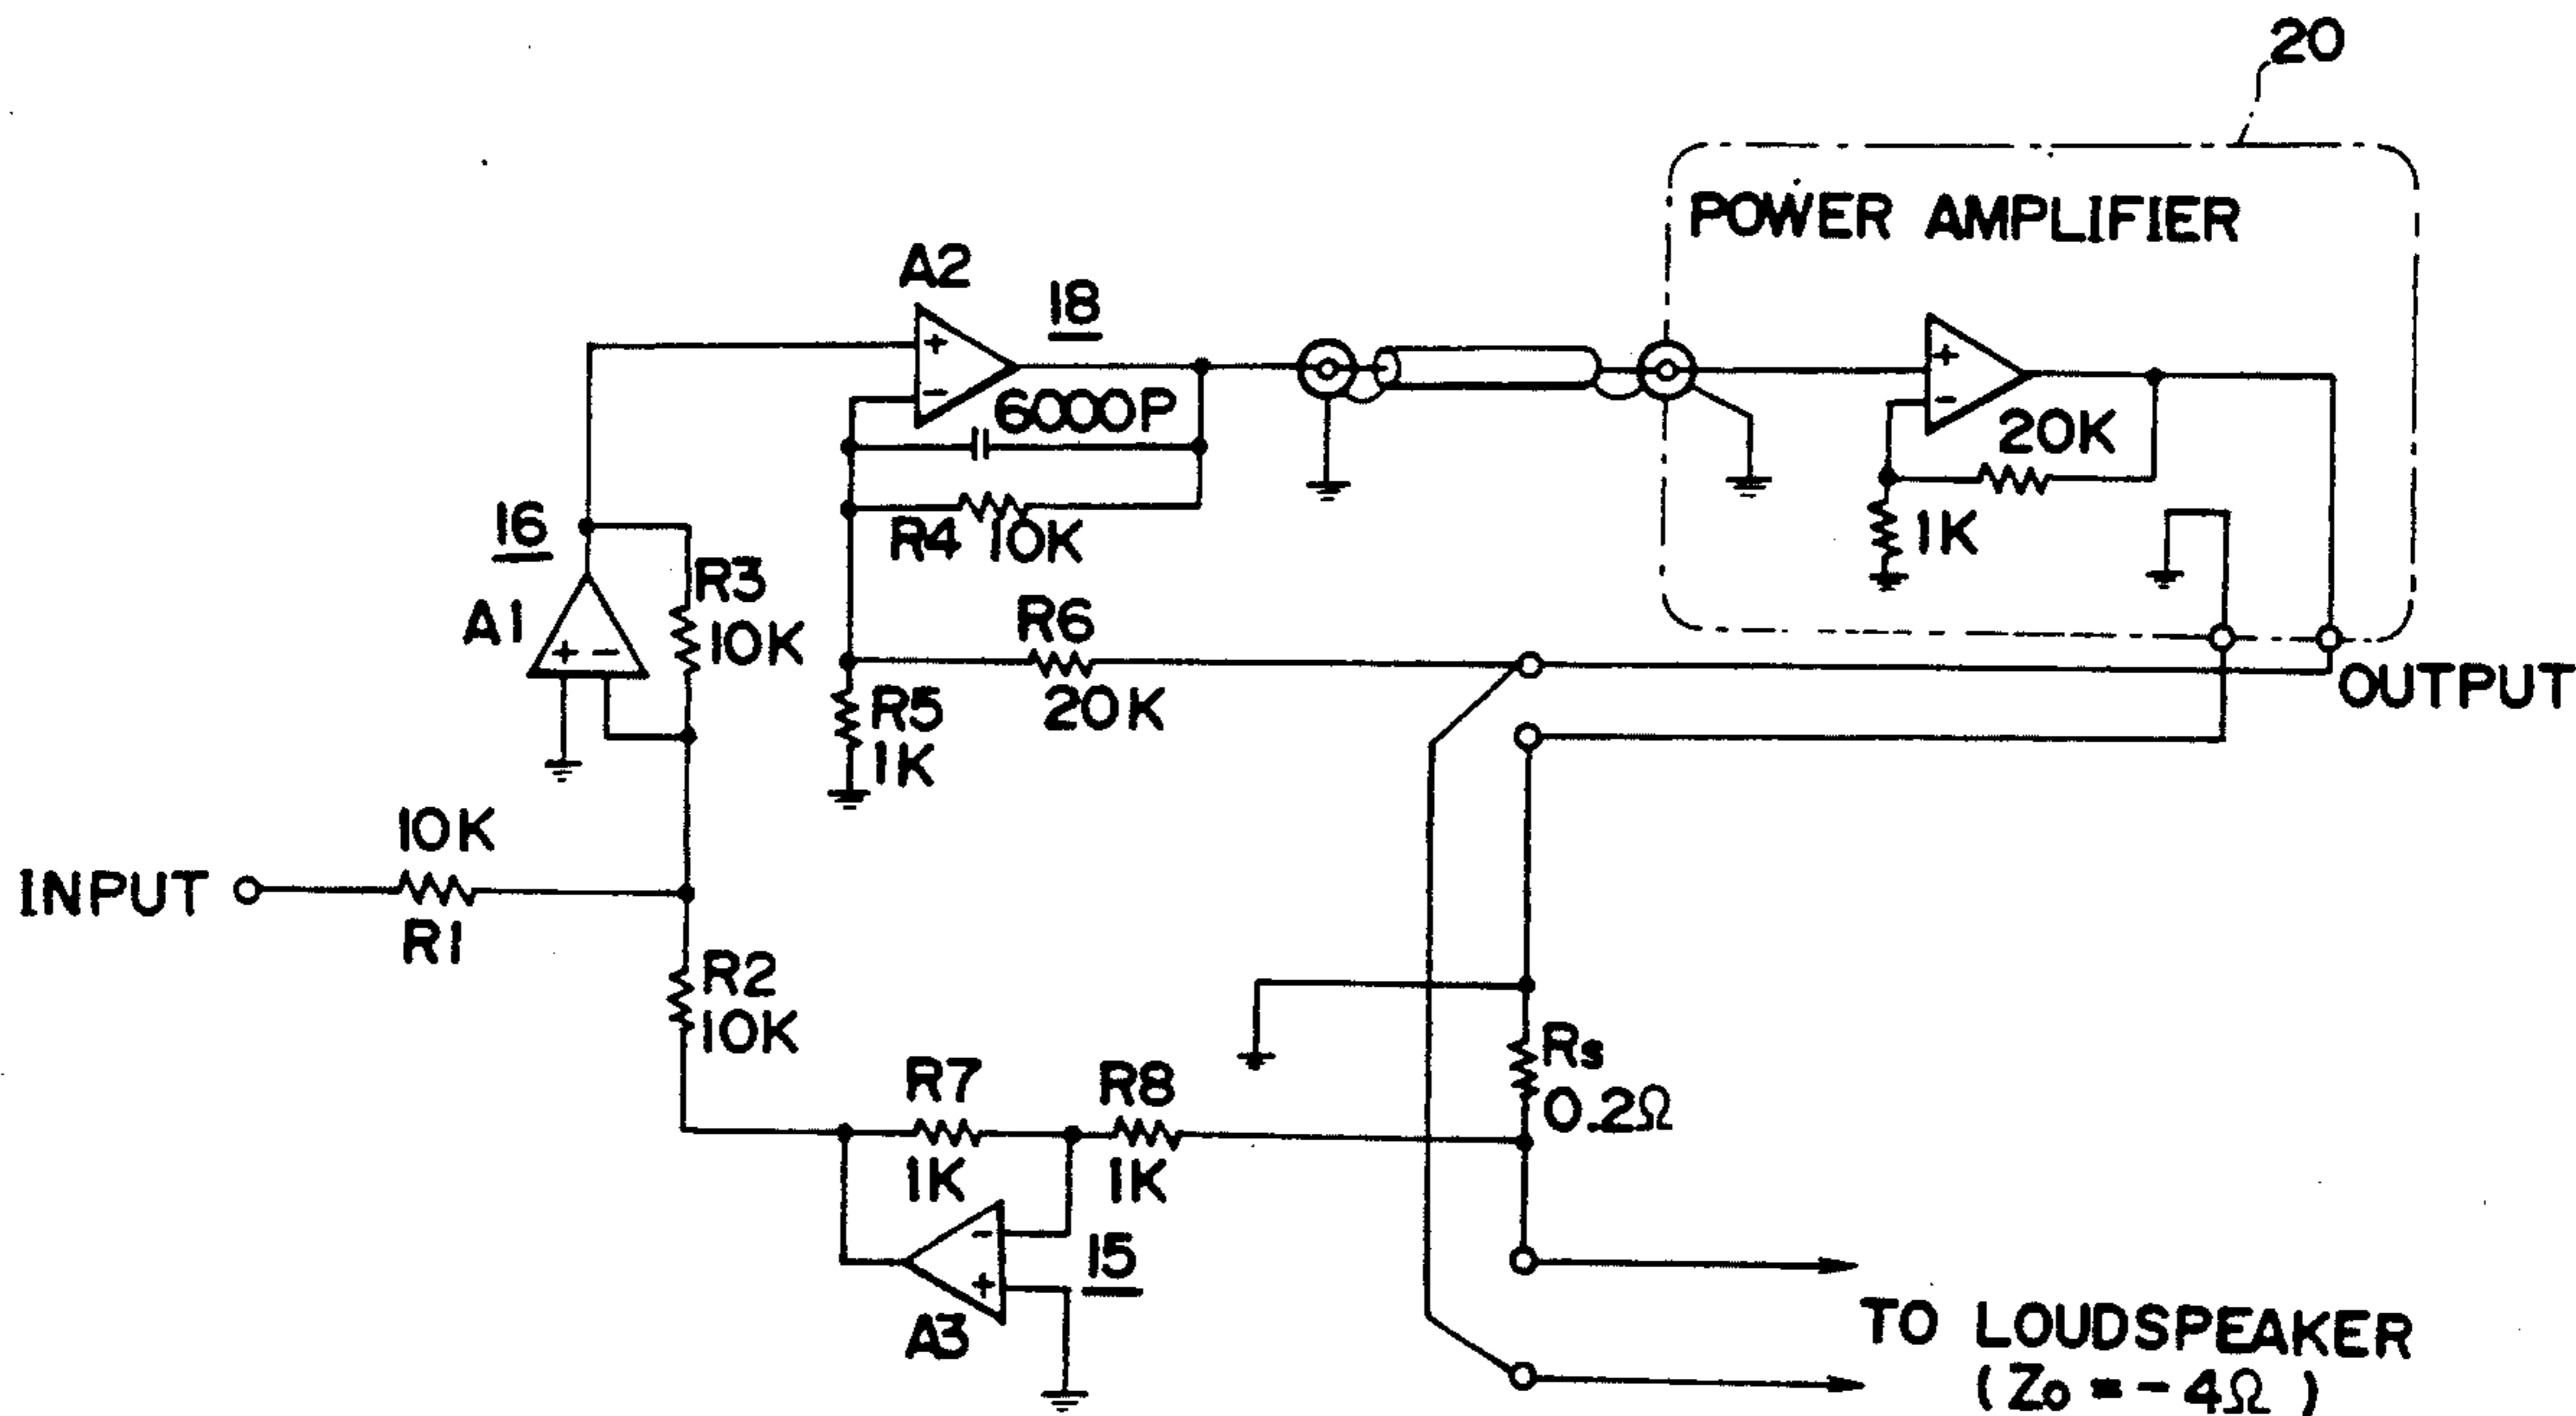 20
POWER AMPLIFIER
A2
18
+
-
6000P
+
-
20K
1K
R4 10K
16
A1
+ -
R3
10K
R6
20K
R5
1K
OUTPUT
10K
INPUT
R1
R2
10K
Rs
0.2Ω
R7
1K
R8
1K
-
+
15
A3
TO LOUDSPEAKER
(Zo = -4Ω)